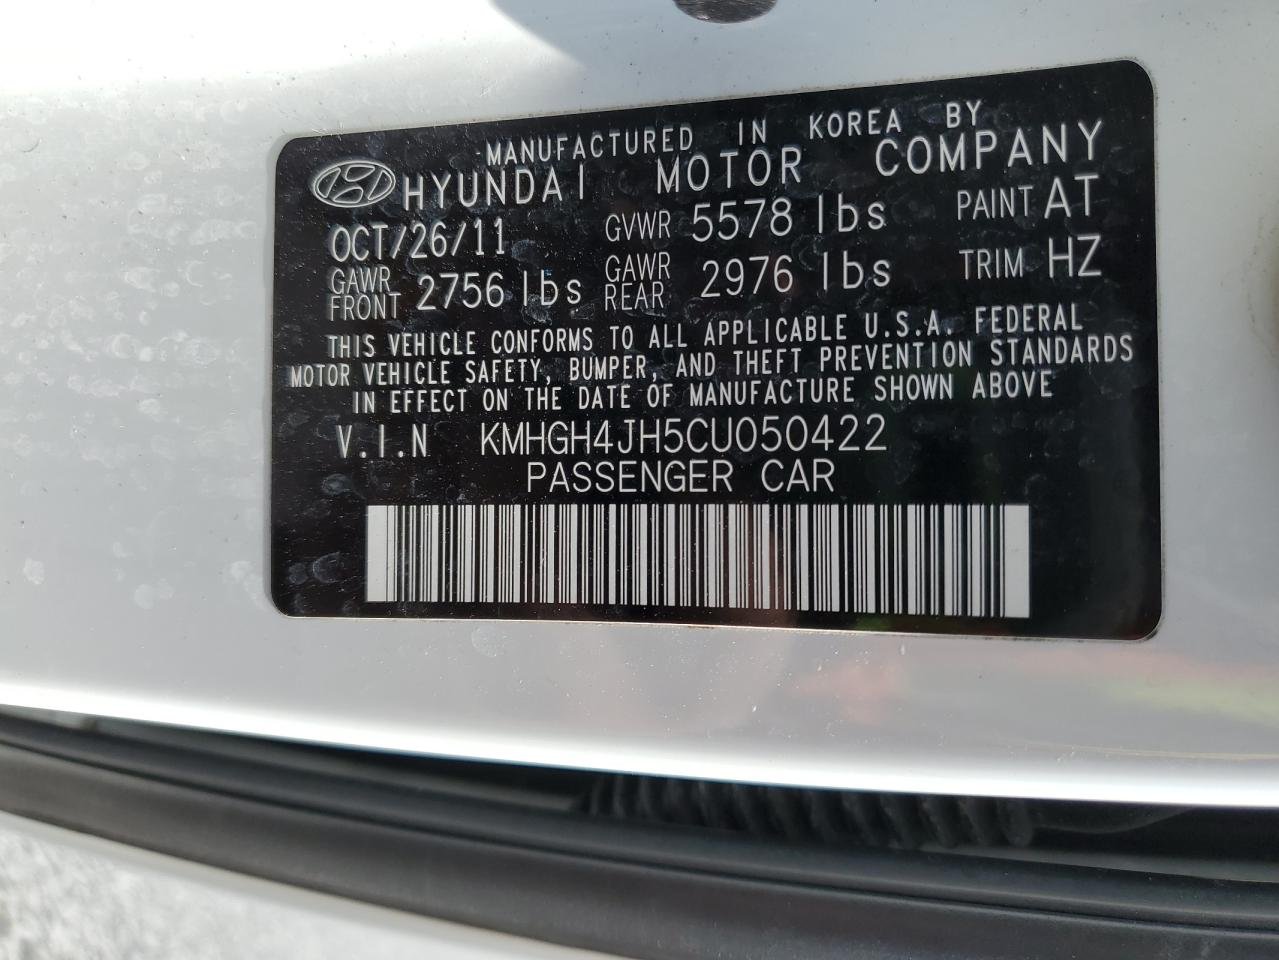 MANUFACTURED IN KOREA BY
HYUNDAI MOTOR COMPANY
OCT/26/11 GVWR 5578 lbs PAINT AT
GAWR FRONT 2756 lbs GAWR REAR 2976 lbs TRIM HZ
THIS VEHICLE CONFORMS TO ALL APPLICABLE U.S.A. FEDERAL
MOTOR VEHICLE SAFETY, BUMPER, AND THEFT PREVENTION STANDARDS
IN EFFECT ON THE DATE OF MANUFACTURE SHOWN ABOVE
V.I.N KMHGH4JH5CU050422
PASSENGER CAR